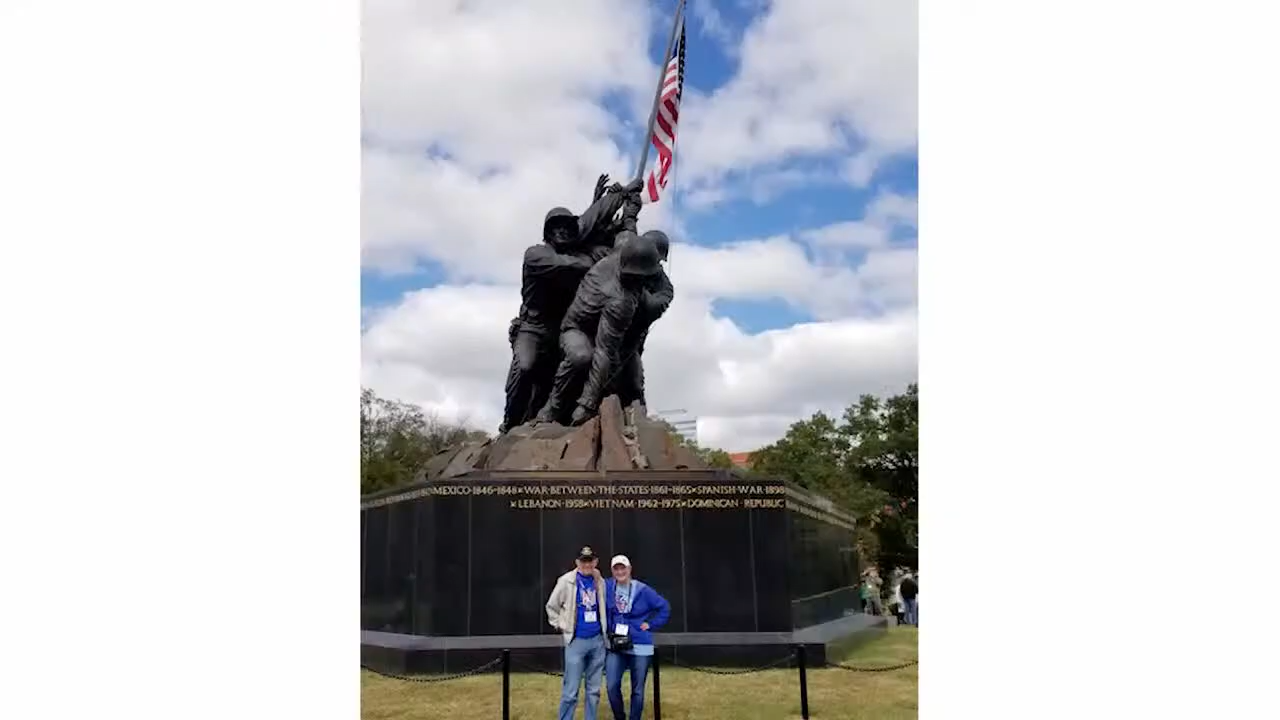 MEXICO·1846-1848★WAR·BETWEEN·THE·STATES·1861-1865★SPANISH·WAR·1898
★LEBANON·1958★VIETNAM·1962-1975★DOMINICAN·REPUBLIC